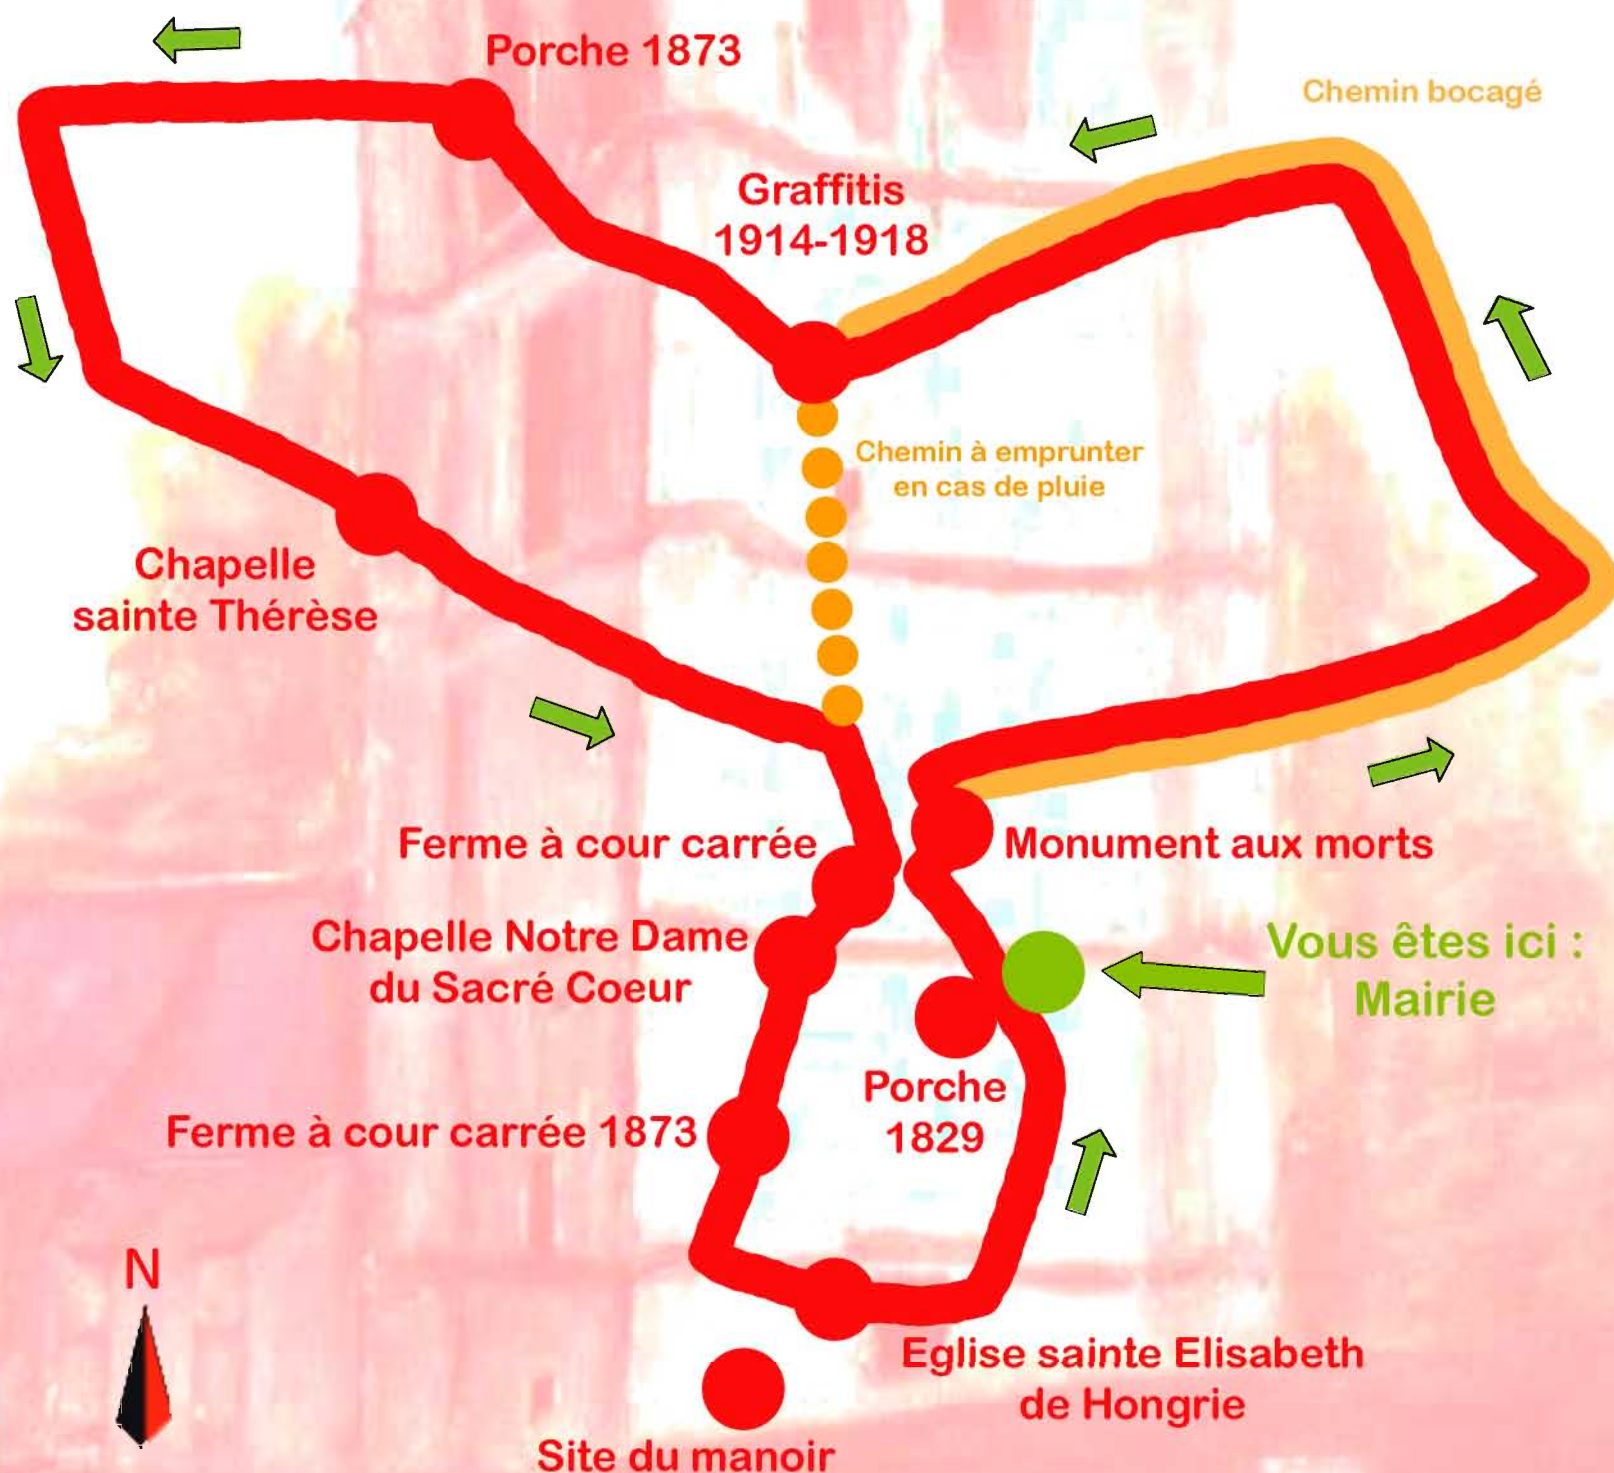 Porche 1873
Chemin bocagé
Graffitis
1914-1918
Chemin à emprunter
en cas de pluie
Chapelle
sainte Thérèse
Ferme à cour carrée
Monument aux morts
Chapelle Notre Dame
du Sacré Coeur
Vous êtes ici :
Mairie
Porche
1829
Ferme à cour carrée 1873
N
Eglise sainte Elisabeth
de Hongrie
Site du manoir